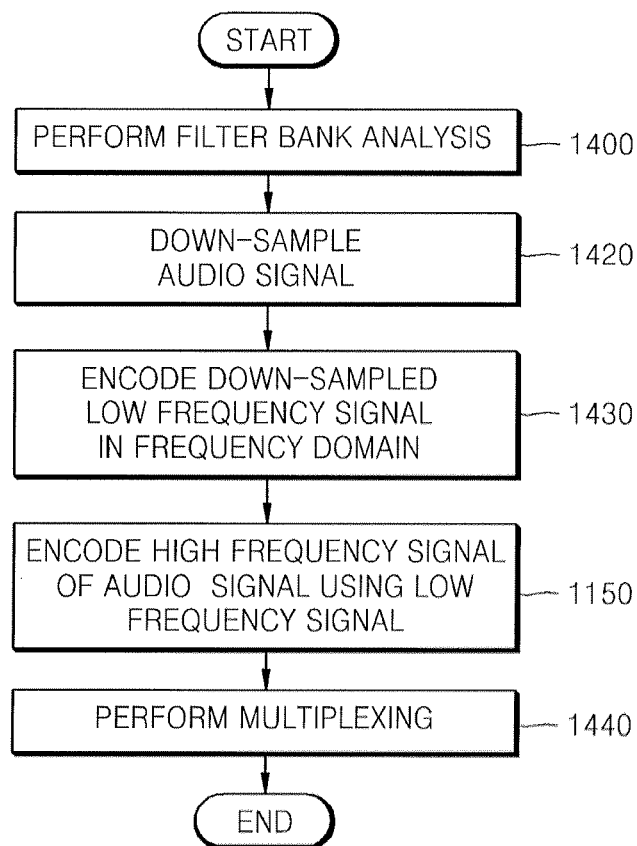 START
PERFORM FILTER BANK ANALYSIS
1400
DOWN-SAMPLE
AUDIO SIGNAL
1420
ENCODE DOWN-SAMPLED
LOW FREQUENCY SIGNAL
IN FREQUENCY DOMAIN
1430
ENCODE HIGH FREQUENCY SIGNAL
OF AUDIO SIGNAL USING LOW
FREQUENCY SIGNAL
1150
PERFORM MULTIPLEXING
1440
END